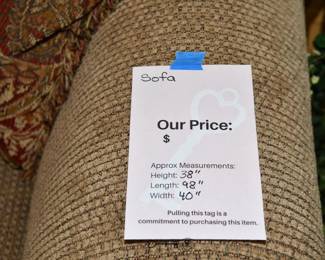 Sofa
Our Price:
$
Approx Measurements:
Height: 38"
Length: 98"
Width: 40"
Pulling this tag is a
commitment to purchasing this item.